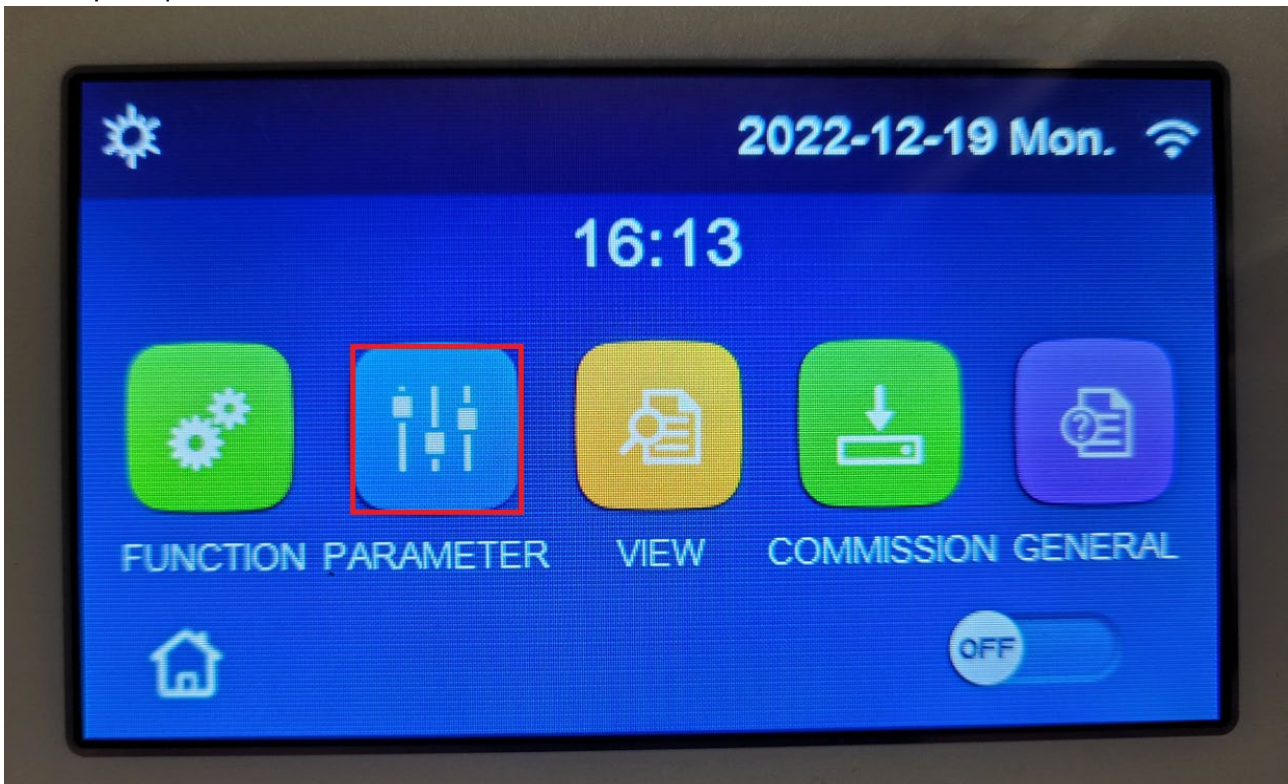 2022-12-19 Mon.
16:13
FUNCTION PARAMETER VIEW COMMISSION GENERAL
OFF